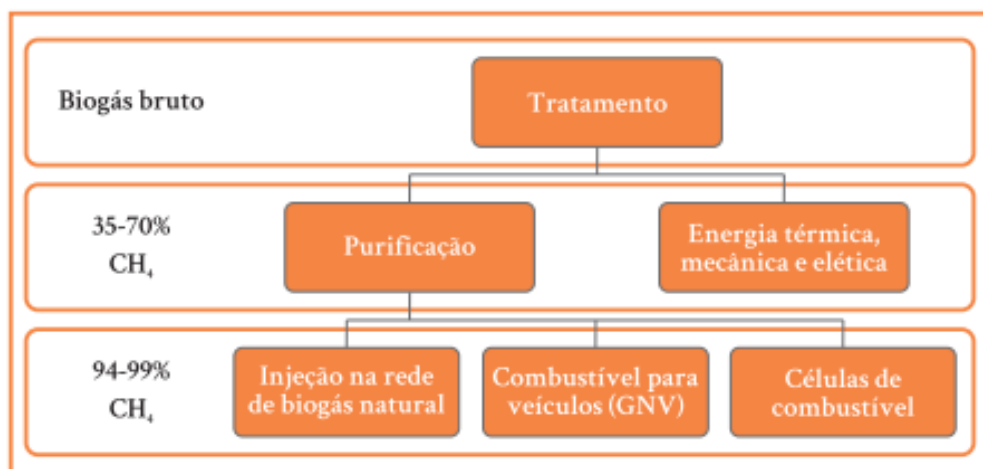 Biogás bruto
Tratamento
35-70%
CH₄
Purificação
Energia térmica,
mecânica e elética
94-99%
CH₄
Injeção na rede
de biogás natural
Combustível para
veículos (GNV)
Células de
combustível